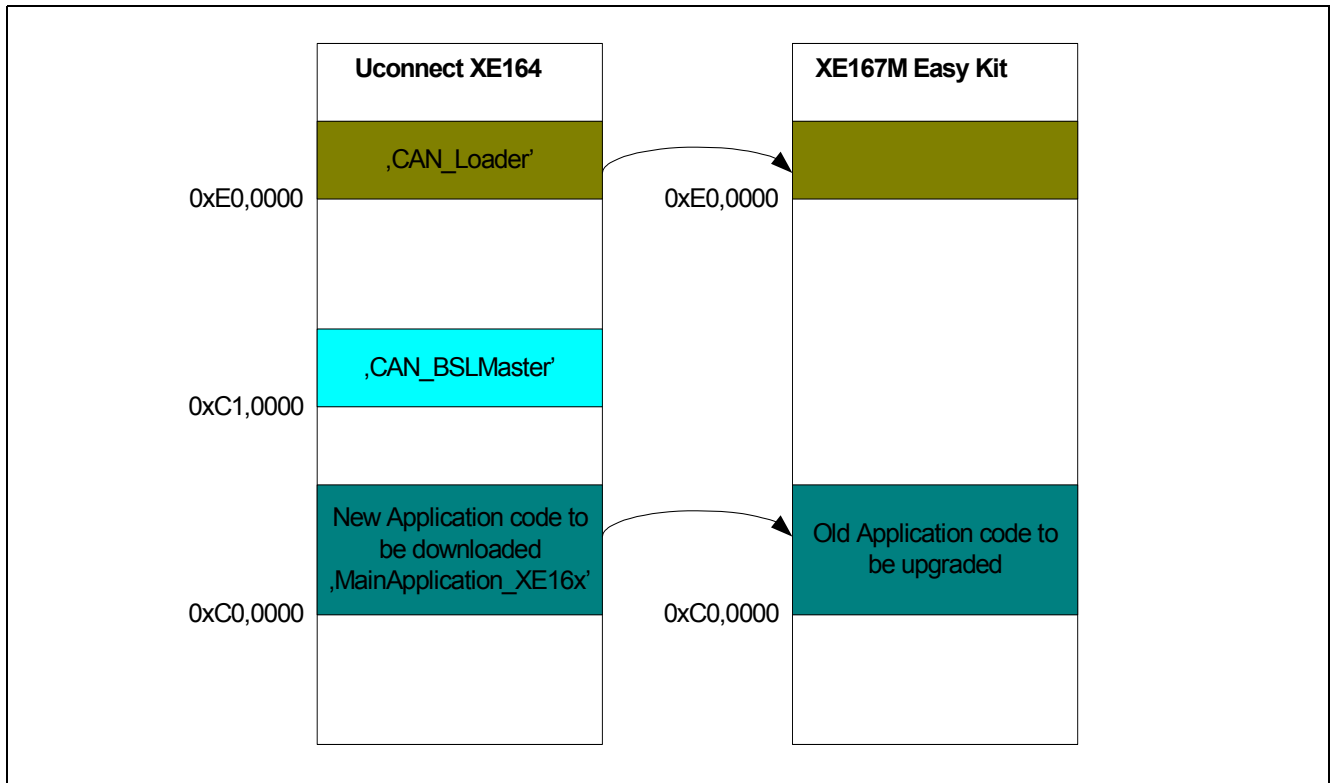 Uconnect XE164
XE167M Easy Kit
‚CAN_Loader’
0xE0,0000
0xE0,0000
‚CAN_BSLMaster’
0xC1,0000
New Application code to
be downloaded
‚MainApplication_XE16x’
Old Application code to
be upgraded
0xC0,0000
0xC0,0000